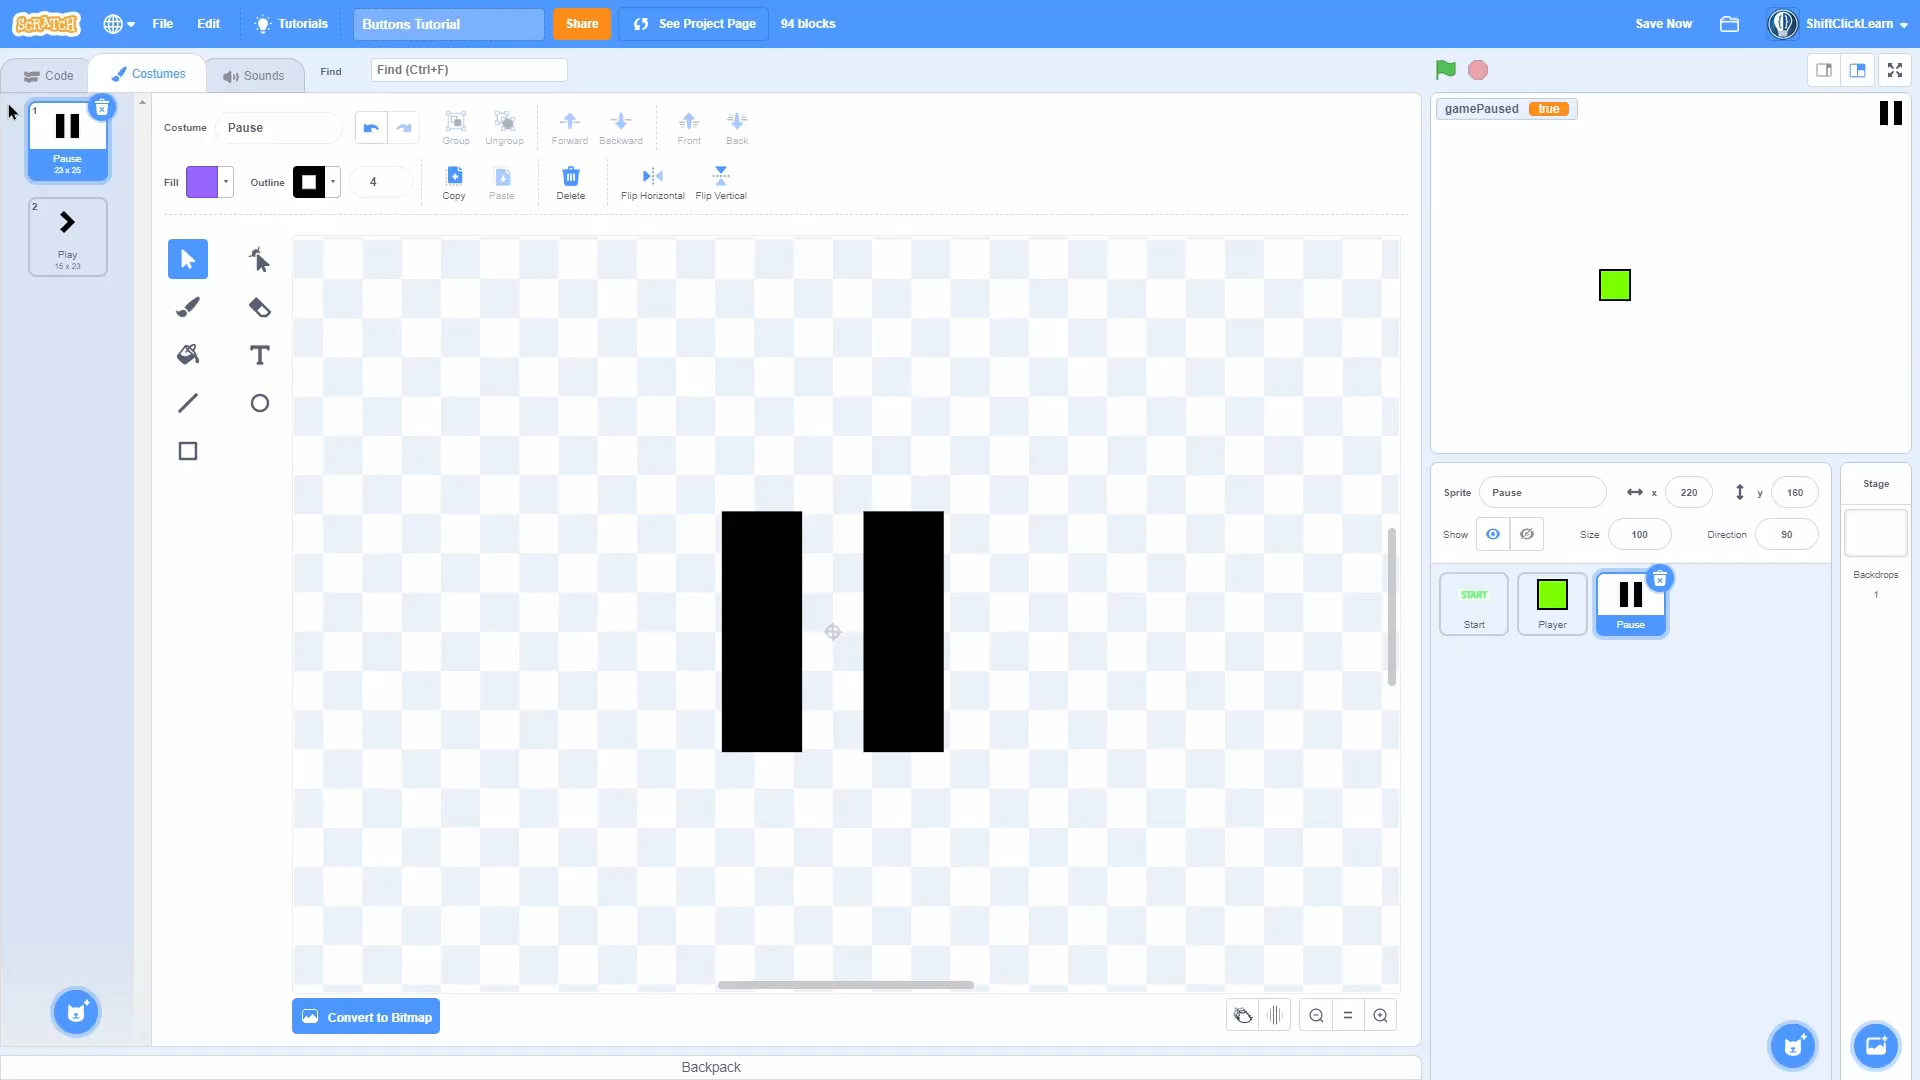 SCRATCH File Edit Tutorials Buttons Tutorial Share See Project Page 94 blocks Save Now ShiftClickLearn
Code Costumes Sounds Find Find (Ctrl+F)
1
Pause
23 x 25
2
Play
15 x 23
Costume Pause Group Ungroup Forward Backward Front Back
Fill Outline 4 Copy Paste Delete Flip Horizontal Flip Vertical
Convert to Bitmap
Backpack
gamePaused true
Sprite Pause x 220 y 160
Show Size 100 Direction 90
START
Start
Player
Pause
Stage
Backdrops
1